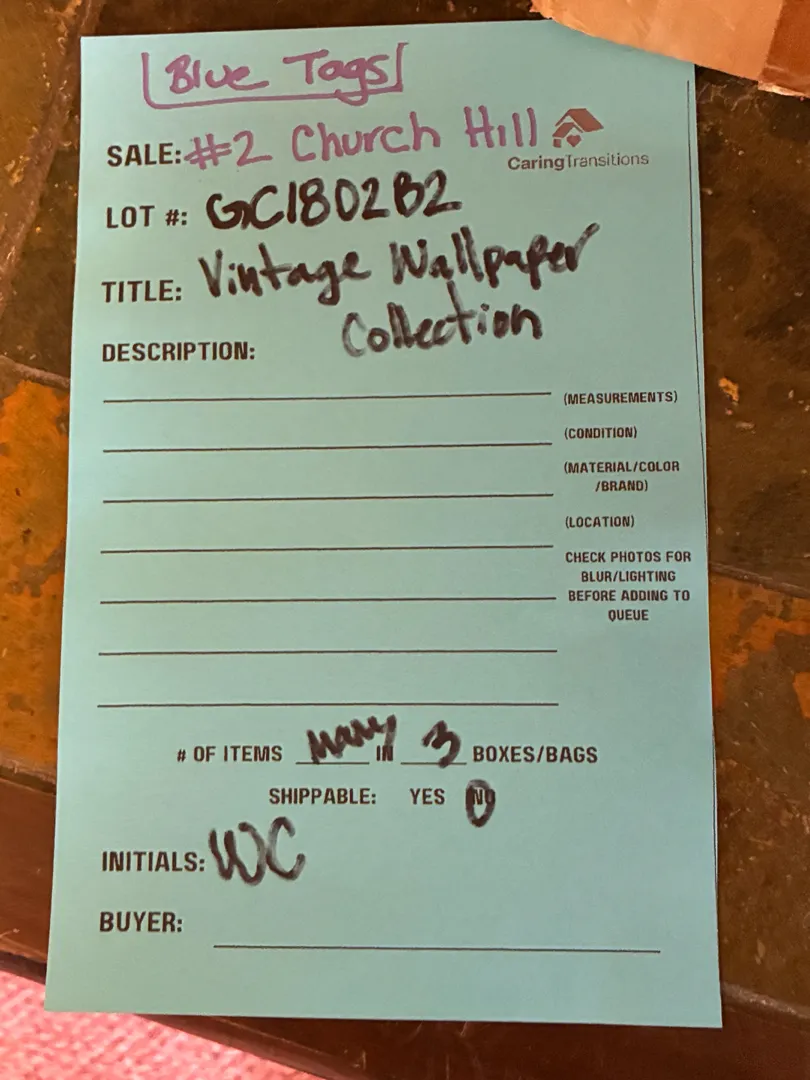 Blue Tags
SALE: #2 Church Hill
CaringTransitions
LOT #: GC1802B2
TITLE: Vintage Wallpaper
Collection
DESCRIPTION:
(MEASUREMENTS)
(CONDITION)
(MATERIAL/COLOR
/BRAND)
(LOCATION)
CHECK PHOTOS FOR
BLUR/LIGHTING
BEFORE ADDING TO
QUEUE
# OF ITEMS Many IN 3 BOXES/BAGS
SHIPPABLE: YES NO
INITIALS: WC
BUYER: